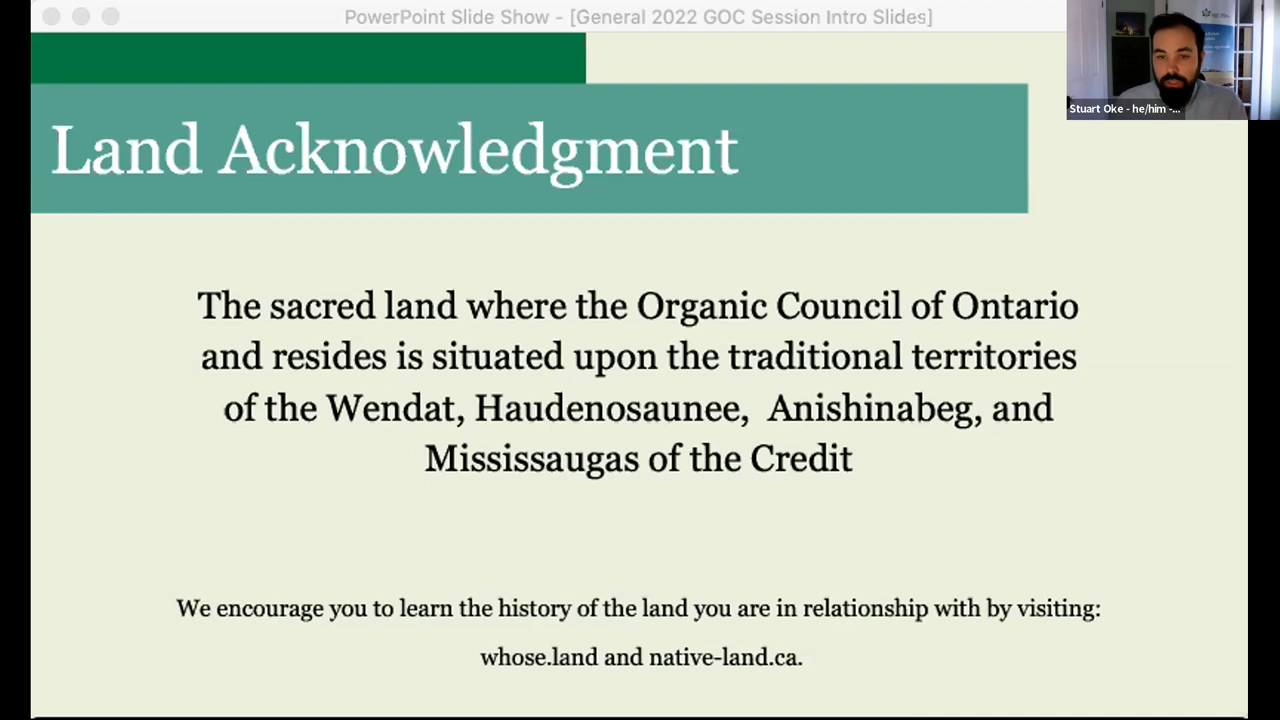 PowerPoint Slide Show - [General 2022 GOC Session Intro Slides]
Stuart Oke - he/him -...
Land Acknowledgment
The sacred land where the Organic Council of Ontario
and resides is situated upon the traditional territories
of the Wendat, Haudenosaunee, Anishinabeg, and
Mississaugas of the Credit
We encourage you to learn the history of the land you are in relationship with by visiting:
whose.land and native-land.ca.